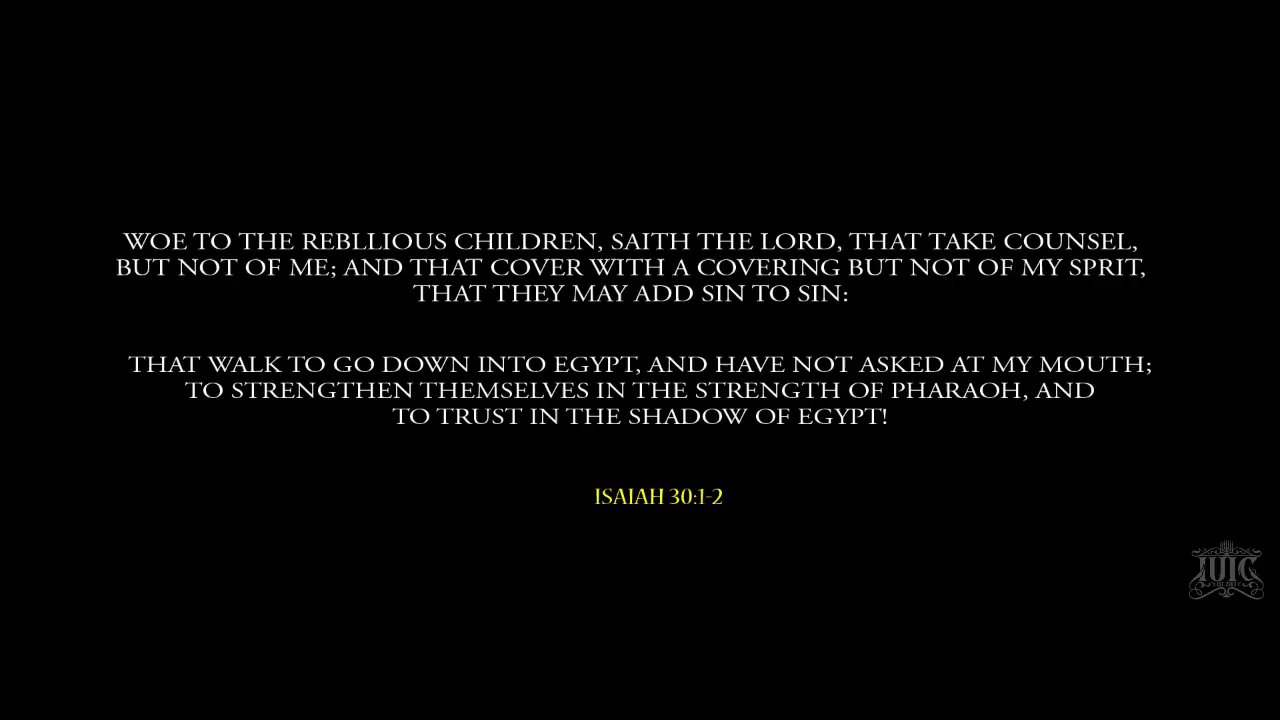 WOE TO THE REBLLIOUS CHILDREN, SAITH THE LORD, THAT TAKE COUNSEL,
BUT NOT OF ME; AND THAT COVER WITH A COVERING BUT NOT OF MY SPRIT,
THAT THEY MAY ADD SIN TO SIN:
THAT WALK TO GO DOWN INTO EGYPT, AND HAVE NOT ASKED AT MY MOUTH;
TO STRENGTHEN THEMSELVES IN THE STRENGTH OF PHARAOH, AND
TO TRUST IN THE SHADOW OF EGYPT!
ISAIAH 30:1-2
IUIC